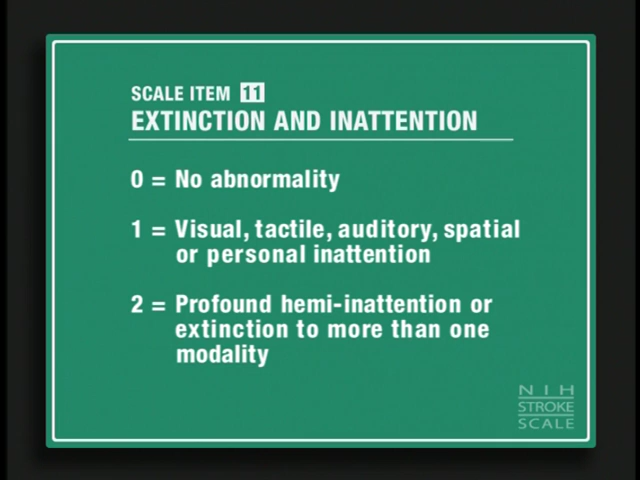 SCALE ITEM 11
EXTINCTION AND INATTENTION
0 = No abnormality
1 = Visual, tactile, auditory, spatial
or personal inattention
2 = Profound hemi-inattention or
extinction to more than one
modality
NIH
STROKE
SCALE